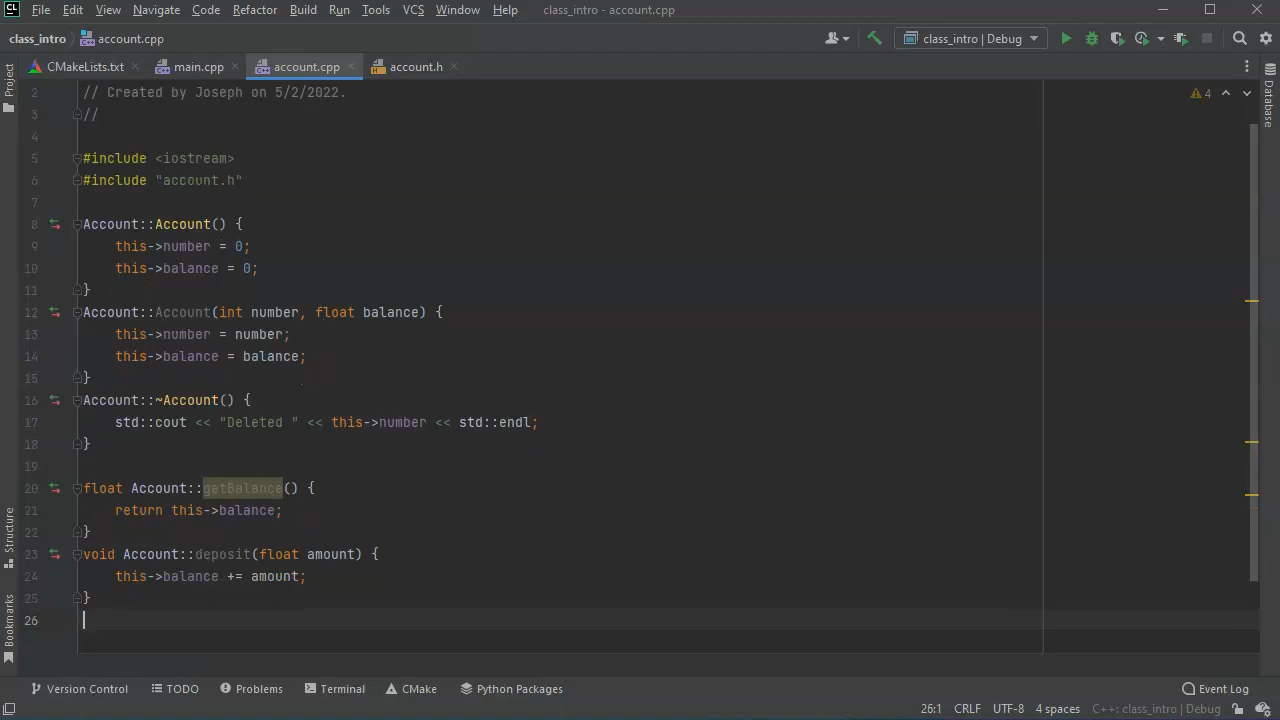 CL File Edit View Navigate Code Refactor Build Run Tools VCS Window Help class_intro - account.cpp
class_intro account.cpp class_intro | Debug
CMakeLists.txt main.cpp account.cpp account.h
Project
Database
Structure
Bookmarks
4
2 // Created by Joseph on 5/2/2022.
3 //
4
5 #include <iostream>
6 #include "account.h"
7
8 Account::Account() {
9 this->number = 0;
10 this->balance = 0;
11 }
12 Account::Account(int number, float balance) {
13 this->number = number;
14 this->balance = balance;
15 }
16 Account::~Account() {
17 std::cout << "Deleted " << this->number << std::endl;
18 }
19
20 float Account::getBalance() {
21 return this->balance;
22 }
23 void Account::deposit(float amount) {
24 this->balance += amount;
25 }
26
Version Control TODO Problems Terminal CMake Python Packages Event Log
26:1 CRLF UTF-8 4 spaces C++: class_intro | Debug